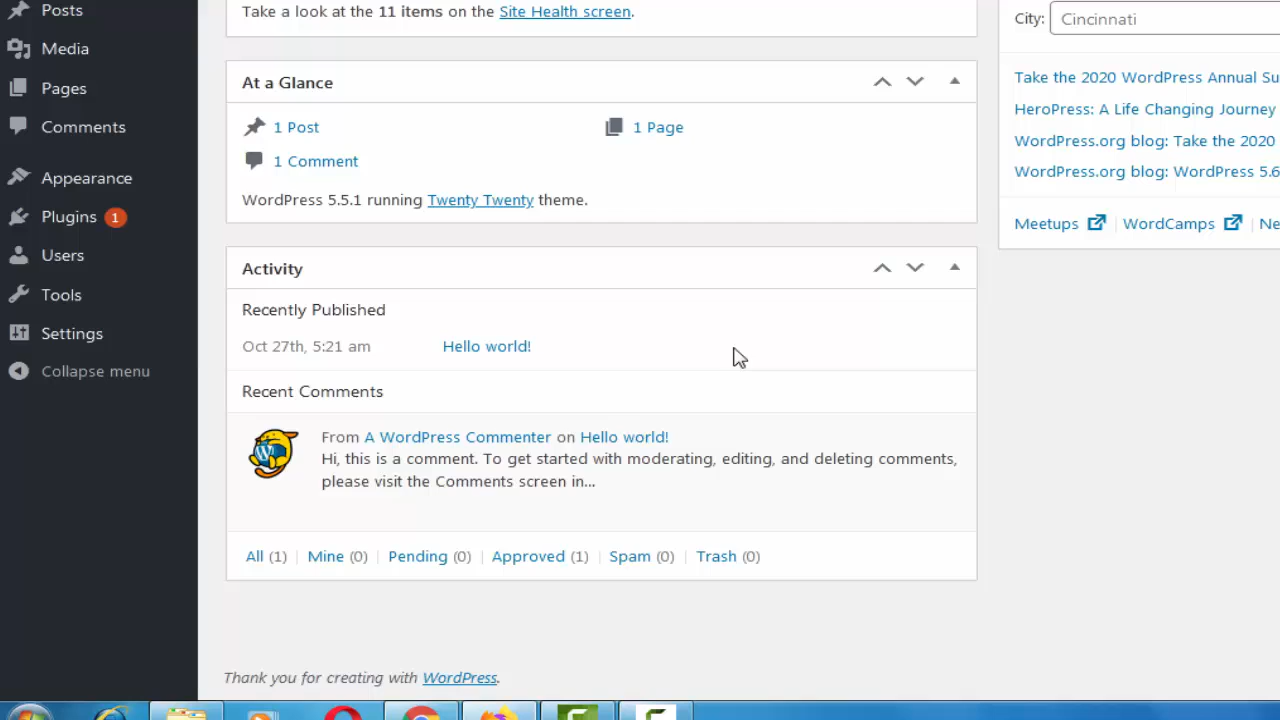 Posts
Media
Pages
Comments
Appearance
Plugins 1
Users
Tools
Settings
Collapse menu
Take a look at the 11 items on the Site Health screen.
At a Glance
1 Post
1 Page
1 Comment
WordPress 5.5.1 running Twenty Twenty theme.
Activity
Recently Published
Oct 27th, 5:21 am Hello world!
Recent Comments
From A WordPress Commenter on Hello world!
Hi, this is a comment. To get started with moderating, editing, and deleting comments,
please visit the Comments screen in...
All (1) | Mine (0) | Pending (0) | Approved (1) | Spam (0) | Trash (0)
Thank you for creating with WordPress.
City: Cincinnati
Take the 2020 WordPress Annual Su
HeroPress: A Life Changing Journey
WordPress.org blog: Take the 2020
WordPress.org blog: WordPress 5.6
Meetups | WordCamps | Ne